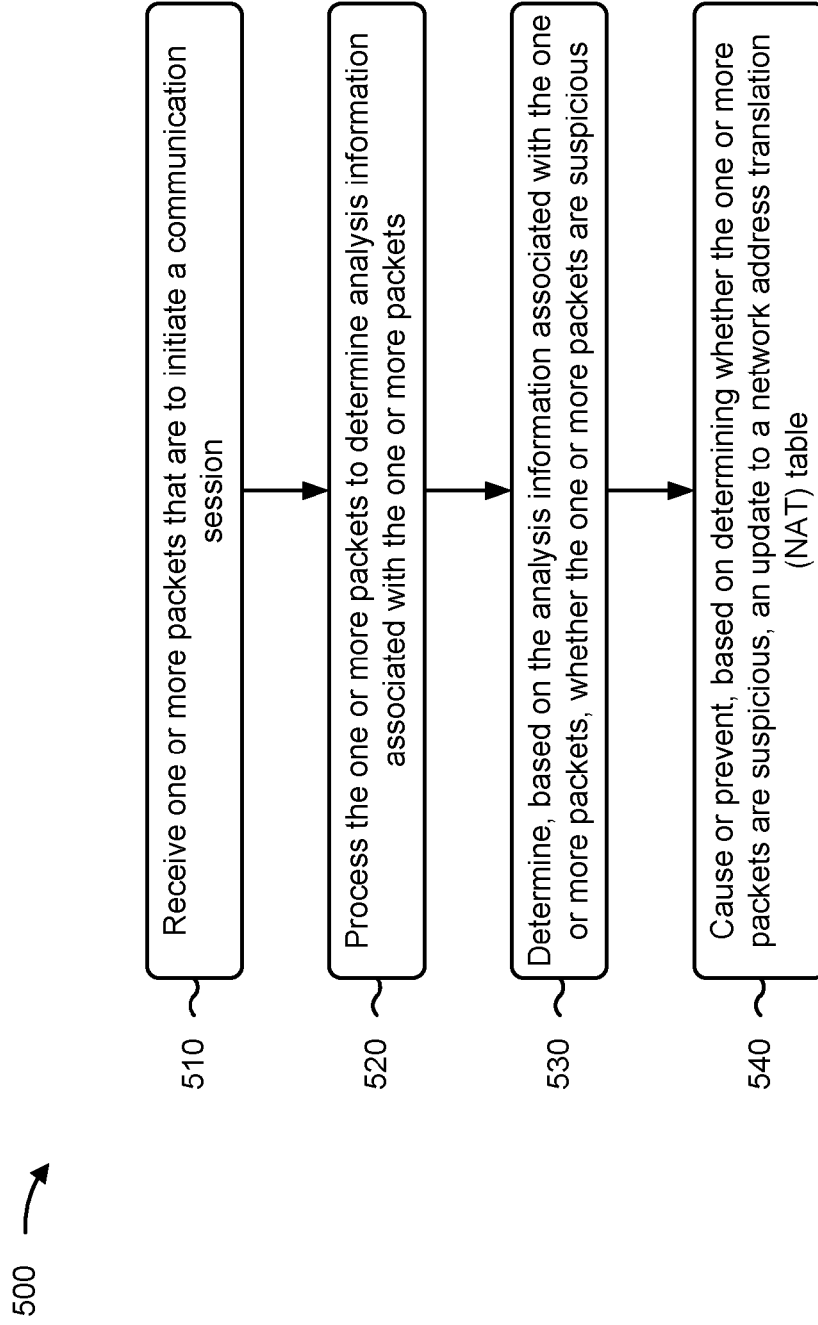 500
510
Receive one or more packets that are to initiate a communication
session
520
Process the one or more packets to determine analysis information
associated with the one or more packets
530
Determine, based on the analysis information associated with the one
or more packets, whether the one or more packets are suspicious
540
Cause or prevent, based on determining whether the one or more
packets are suspicious, an update to a network address translation
(NAT) table